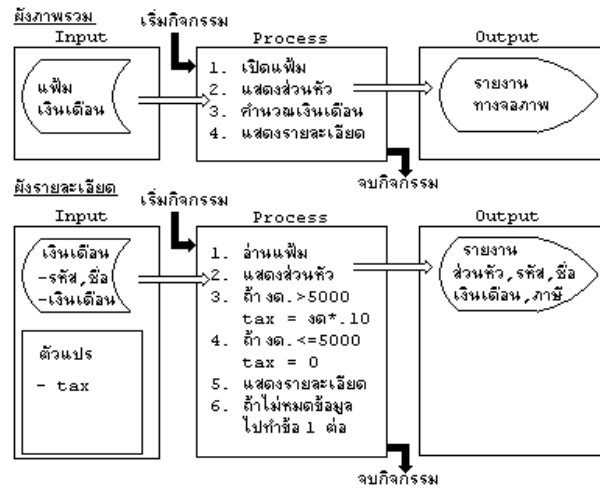 ผังภาพรวม
เริ่มกิจกรรม
Input
Process
Output
แฟ้ม
เงินเดือน
1. เปิดแฟ้ม
2. แสดงส่วนหัว
3. คำนวณเงินเดือน
4. แสดงรายละเอียด
รายงาน
ทางจอภาพ
จบกิจกรรม
ผังรายละเอียด
เริ่มกิจกรรม
Input
Process
Output
เงินเดือน
-รหัส,ชื่อ
-เงินเดือน
ตัวแปร
- tax
1. อ่านแฟ้ม
2. แสดงส่วนหัว
3. ถ้า งด.>5000
tax = งด*.10
4. ถ้า งด.<=5000
tax = 0
5. แสดงรายละเอียด
6. ถ้าไม่หมดข้อมูล
ไปทำข้อ 1 ต่อ
รายงาน
ส่วนหัว,รหัส,ชื่อ
เงินเดือน,ภาษี
จบกิจกรรม